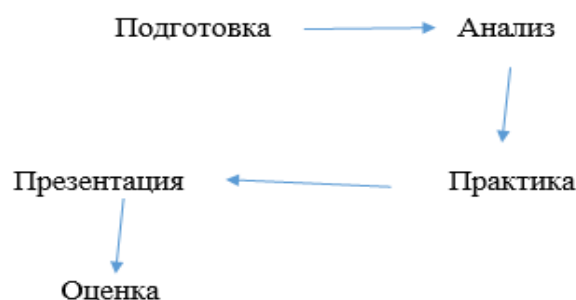 Подготовка Анализ
Презентация Практика
Оценка